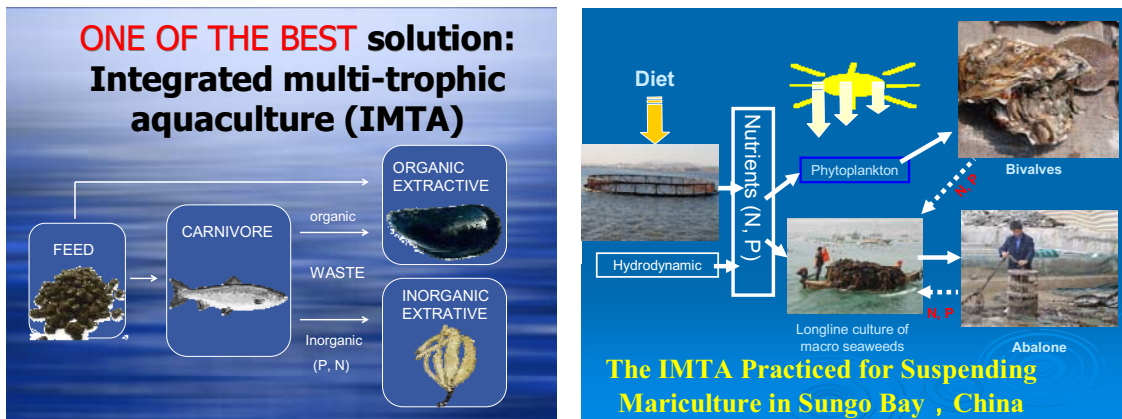 ONE OF THE BEST solution:
Integrated multi-trophic
aquaculture (IMTA)
ORGANIC
EXTRACTIVE
organic
FEED
CARNIVORE
WASTE
INORGANIC
EXTRATIVE
Inorganic
(P, N)
Diet
Nutrients (N, P)
Phytoplankton
Bivalves
N, P
Hydrodynamic
N, P
Longline culture of
macro seaweeds
Abalone
The IMTA Practiced for Suspending
Mariculture in Sungo Bay , China